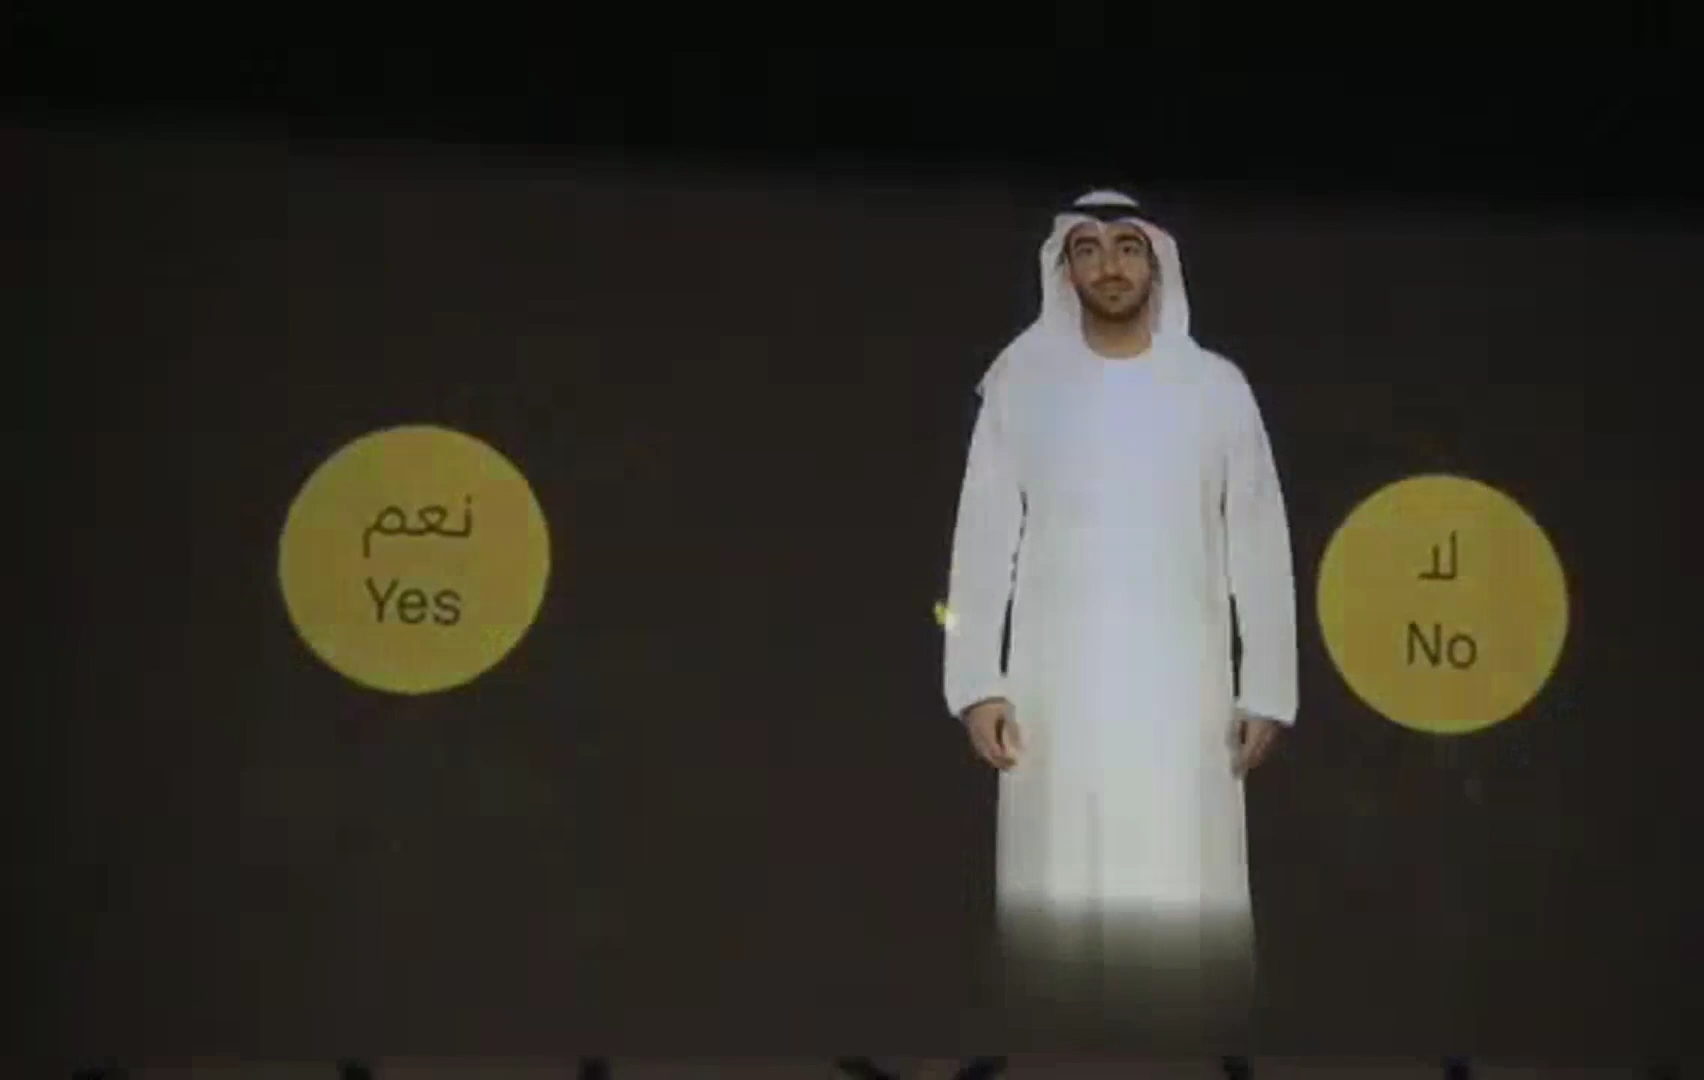 نعم
Yes
لا
No